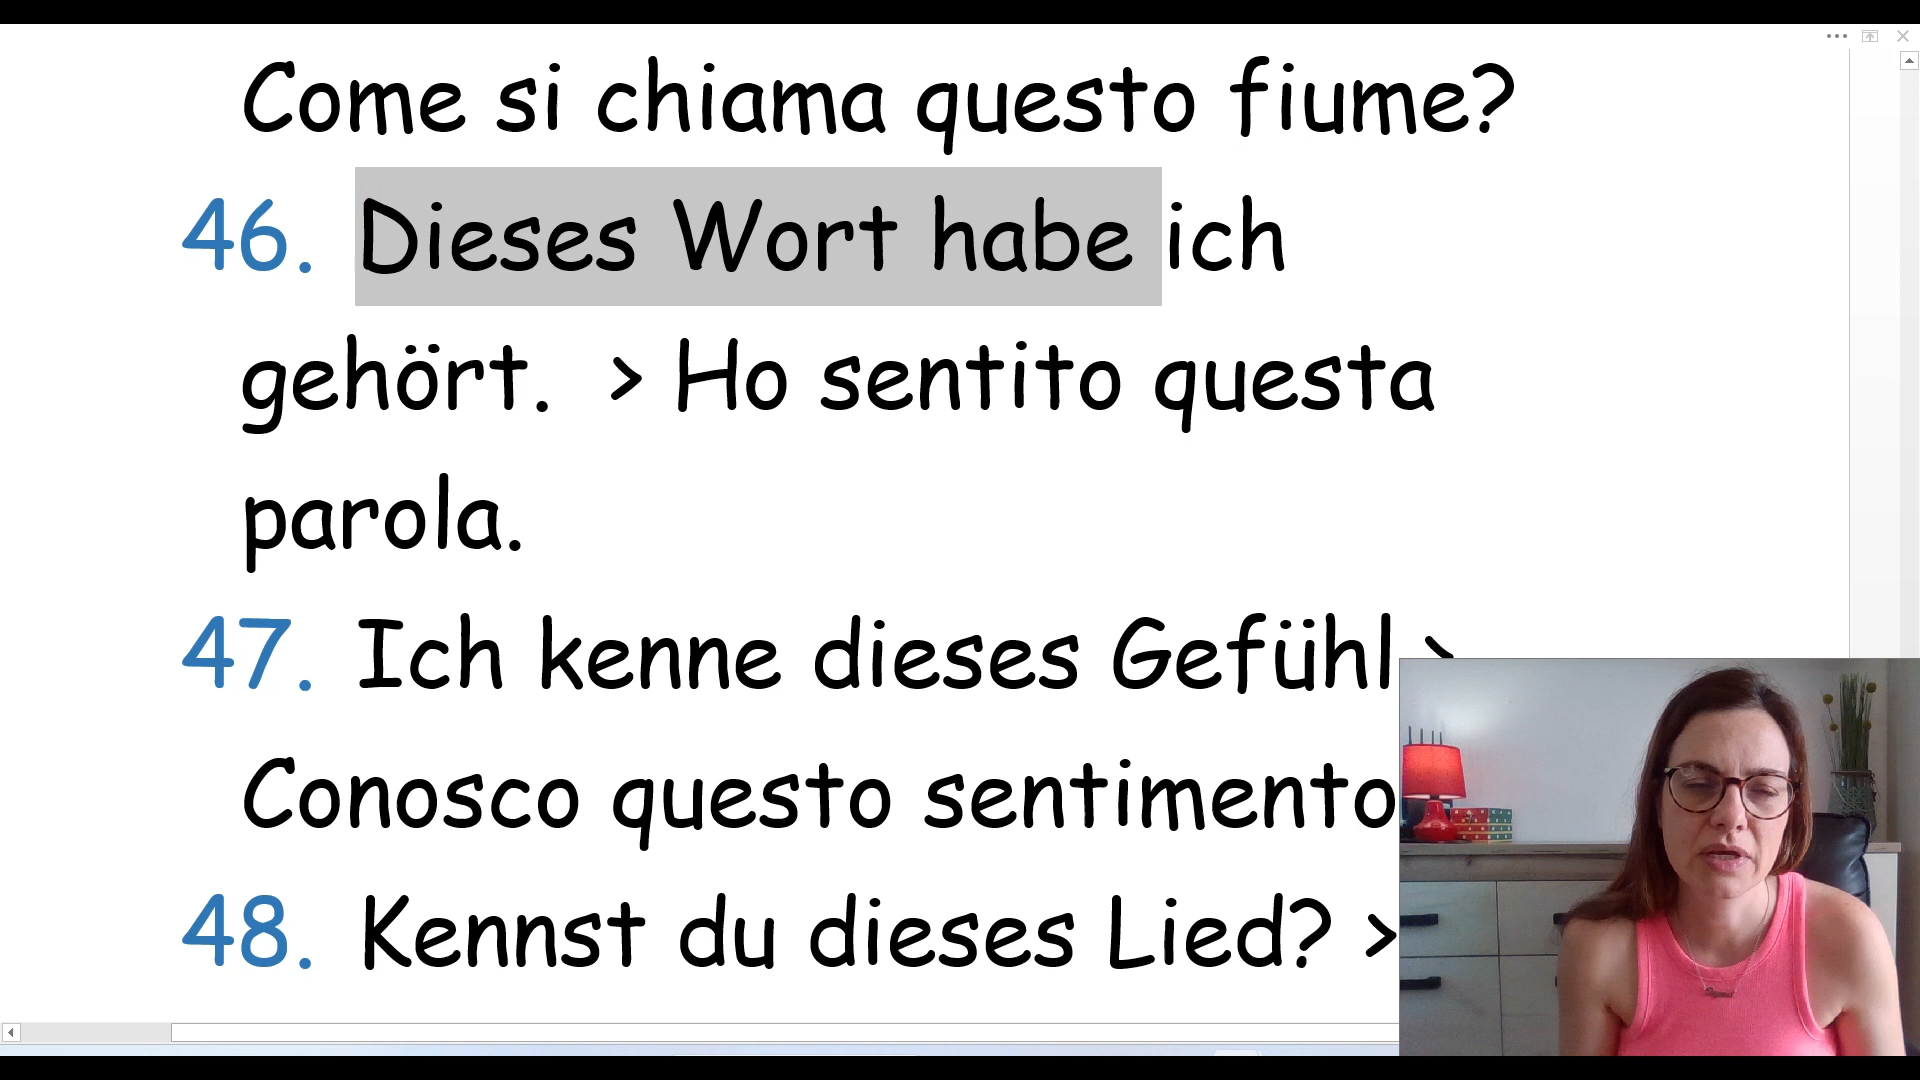 Come si chiama questo fiume?
46. Dieses Wort habe ich
gehört. > Ho sentito questa
parola.
47. Ich kenne dieses Gefühl >
Conosco questo sentimento
48. Kennst du dieses Lied? >